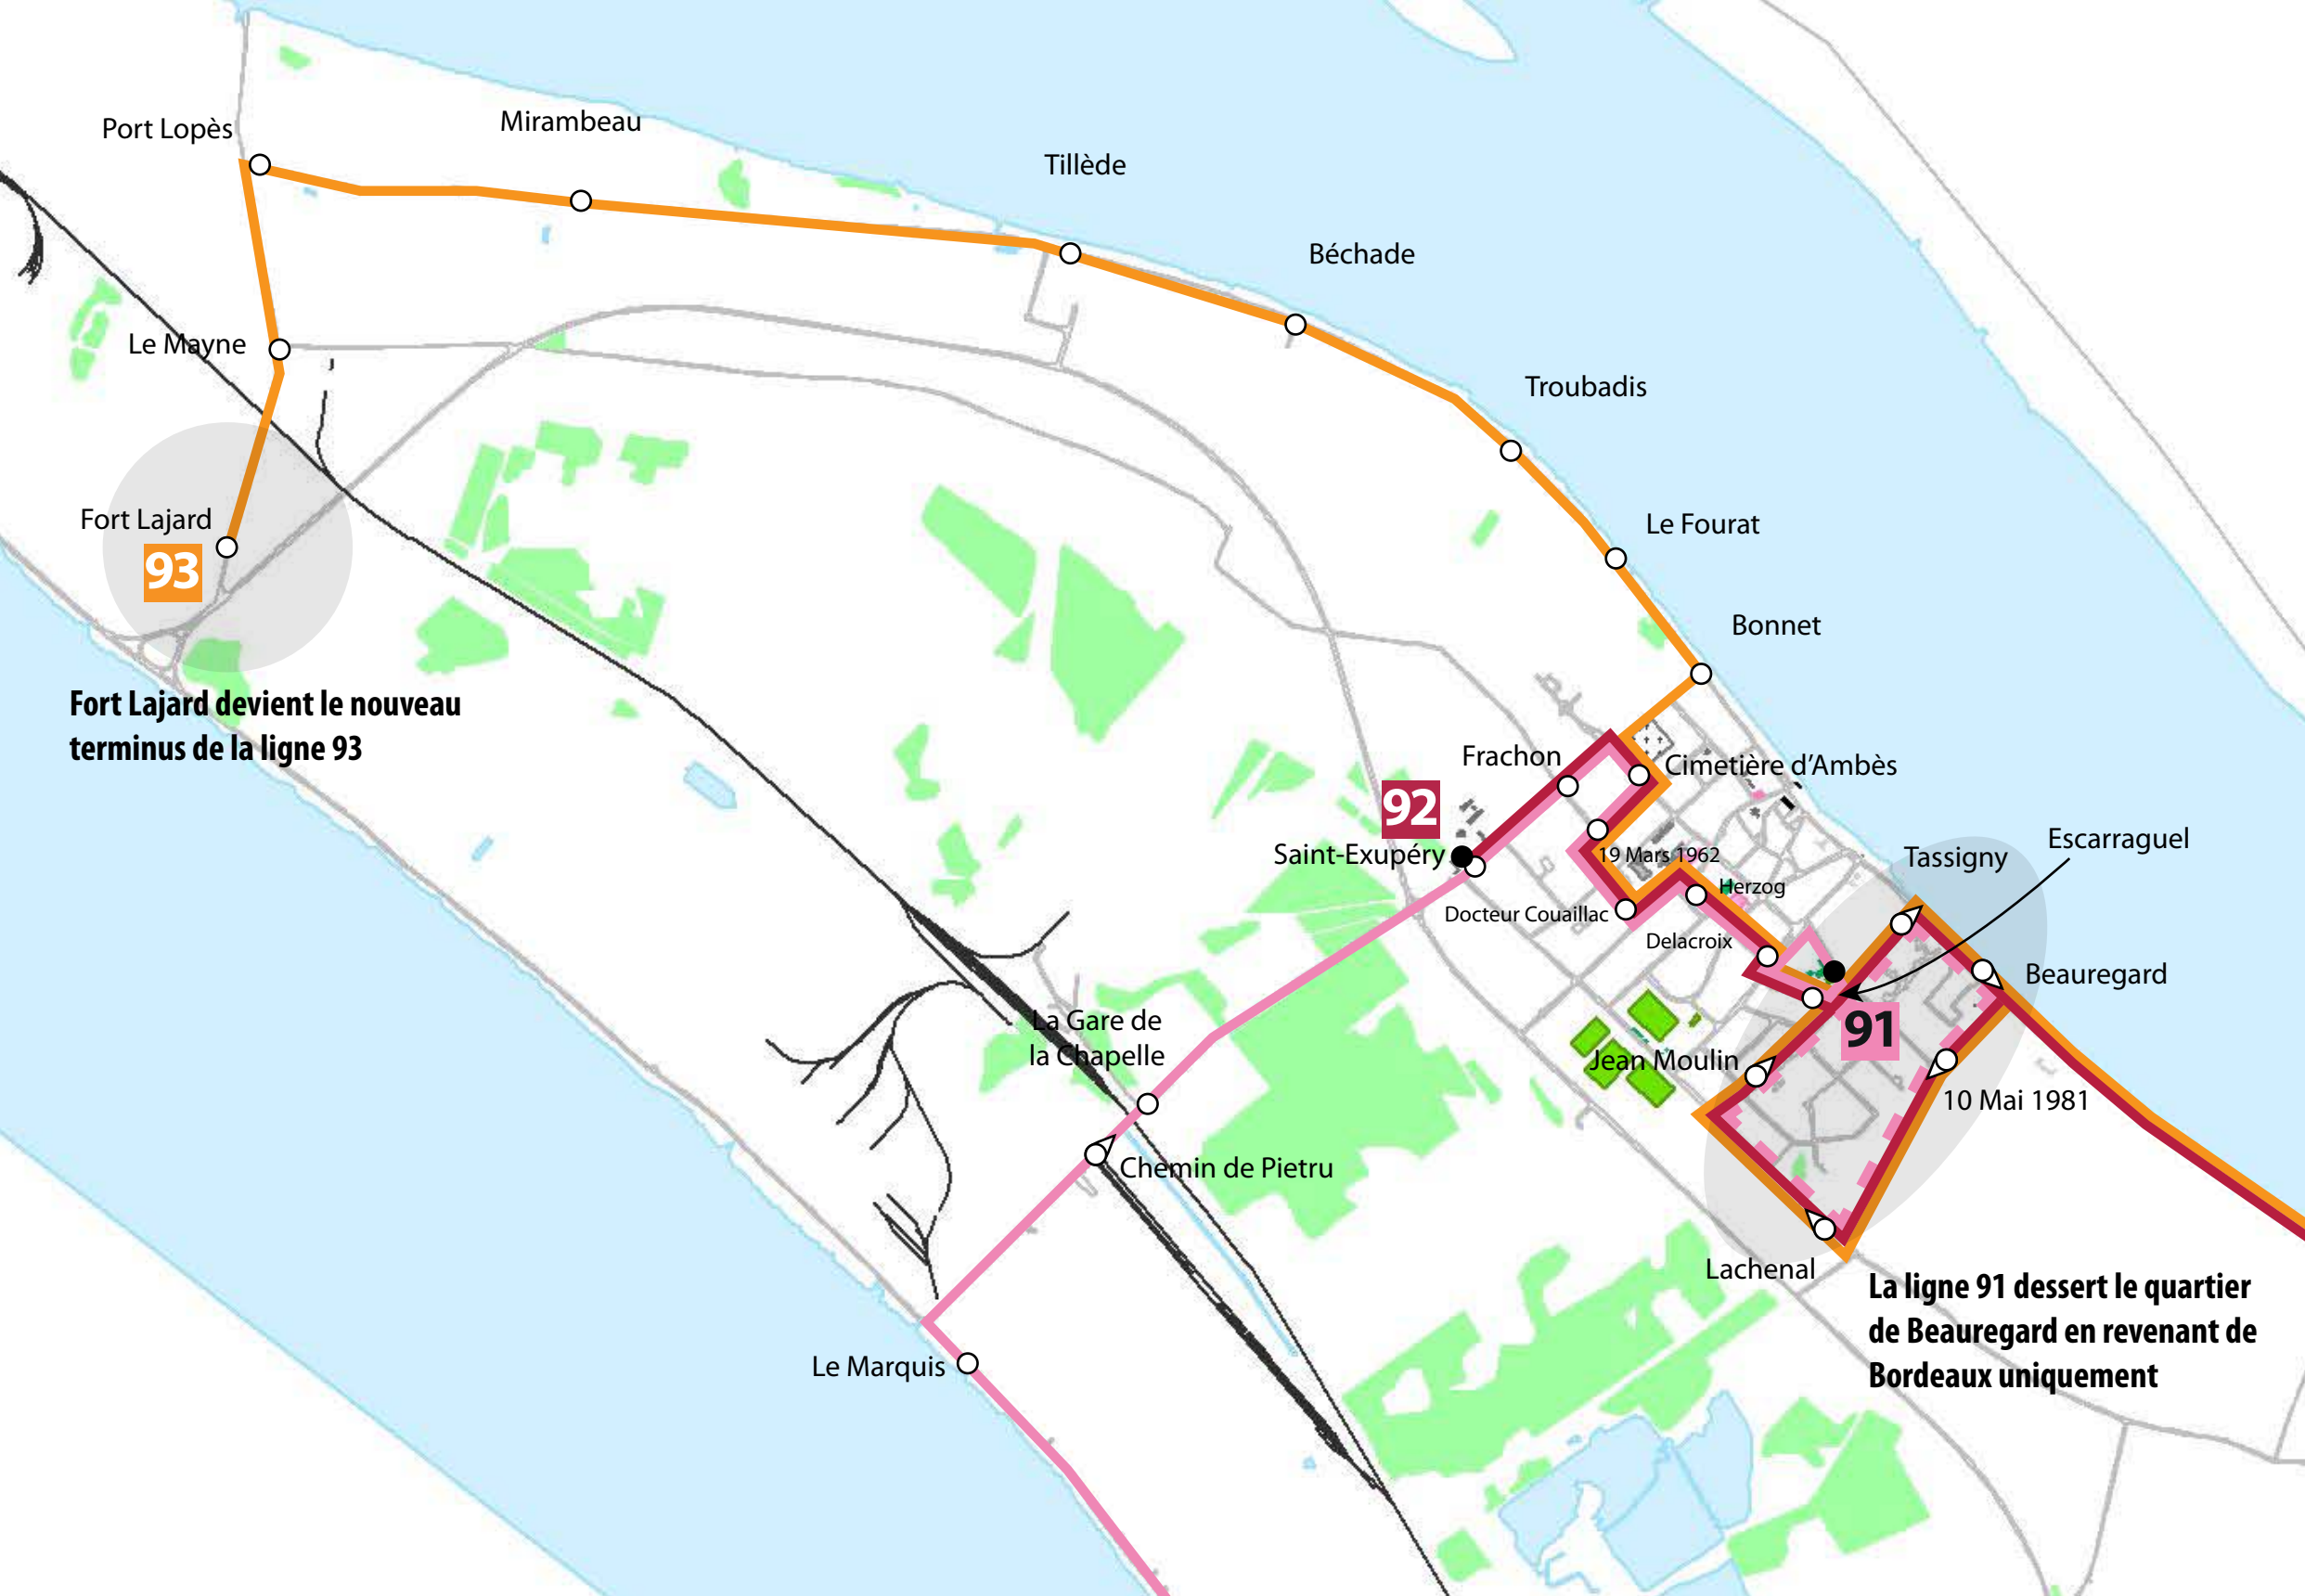 Port Lopès
Mirambeau
Tillède
Béchade
Le Mayne
Troubadis
Fort Lajard
93
Le Fourat
Bonnet
Fort Lajard devient le nouveau
terminus de la ligne 93
Frachon
Cimetière d'Ambès
92
Saint-Exupéry
19 Mars 1962
Escarraguel
Tassigny
Herzog
Docteur Couaillac
Delacroix
Beauregard
La Gare de
la Chapelle
91
Jean Moulin
10 Mai 1981
Chemin de Pietru
Lachenal
La ligne 91 dessert le quartier
de Beauregard en revenant de
Bordeaux uniquement
Le Marquis